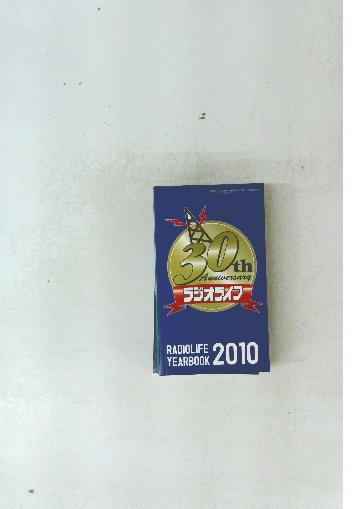 30th
Anniversary
ラジオライフ
RADIOLIFE
YEARBOOK 2010